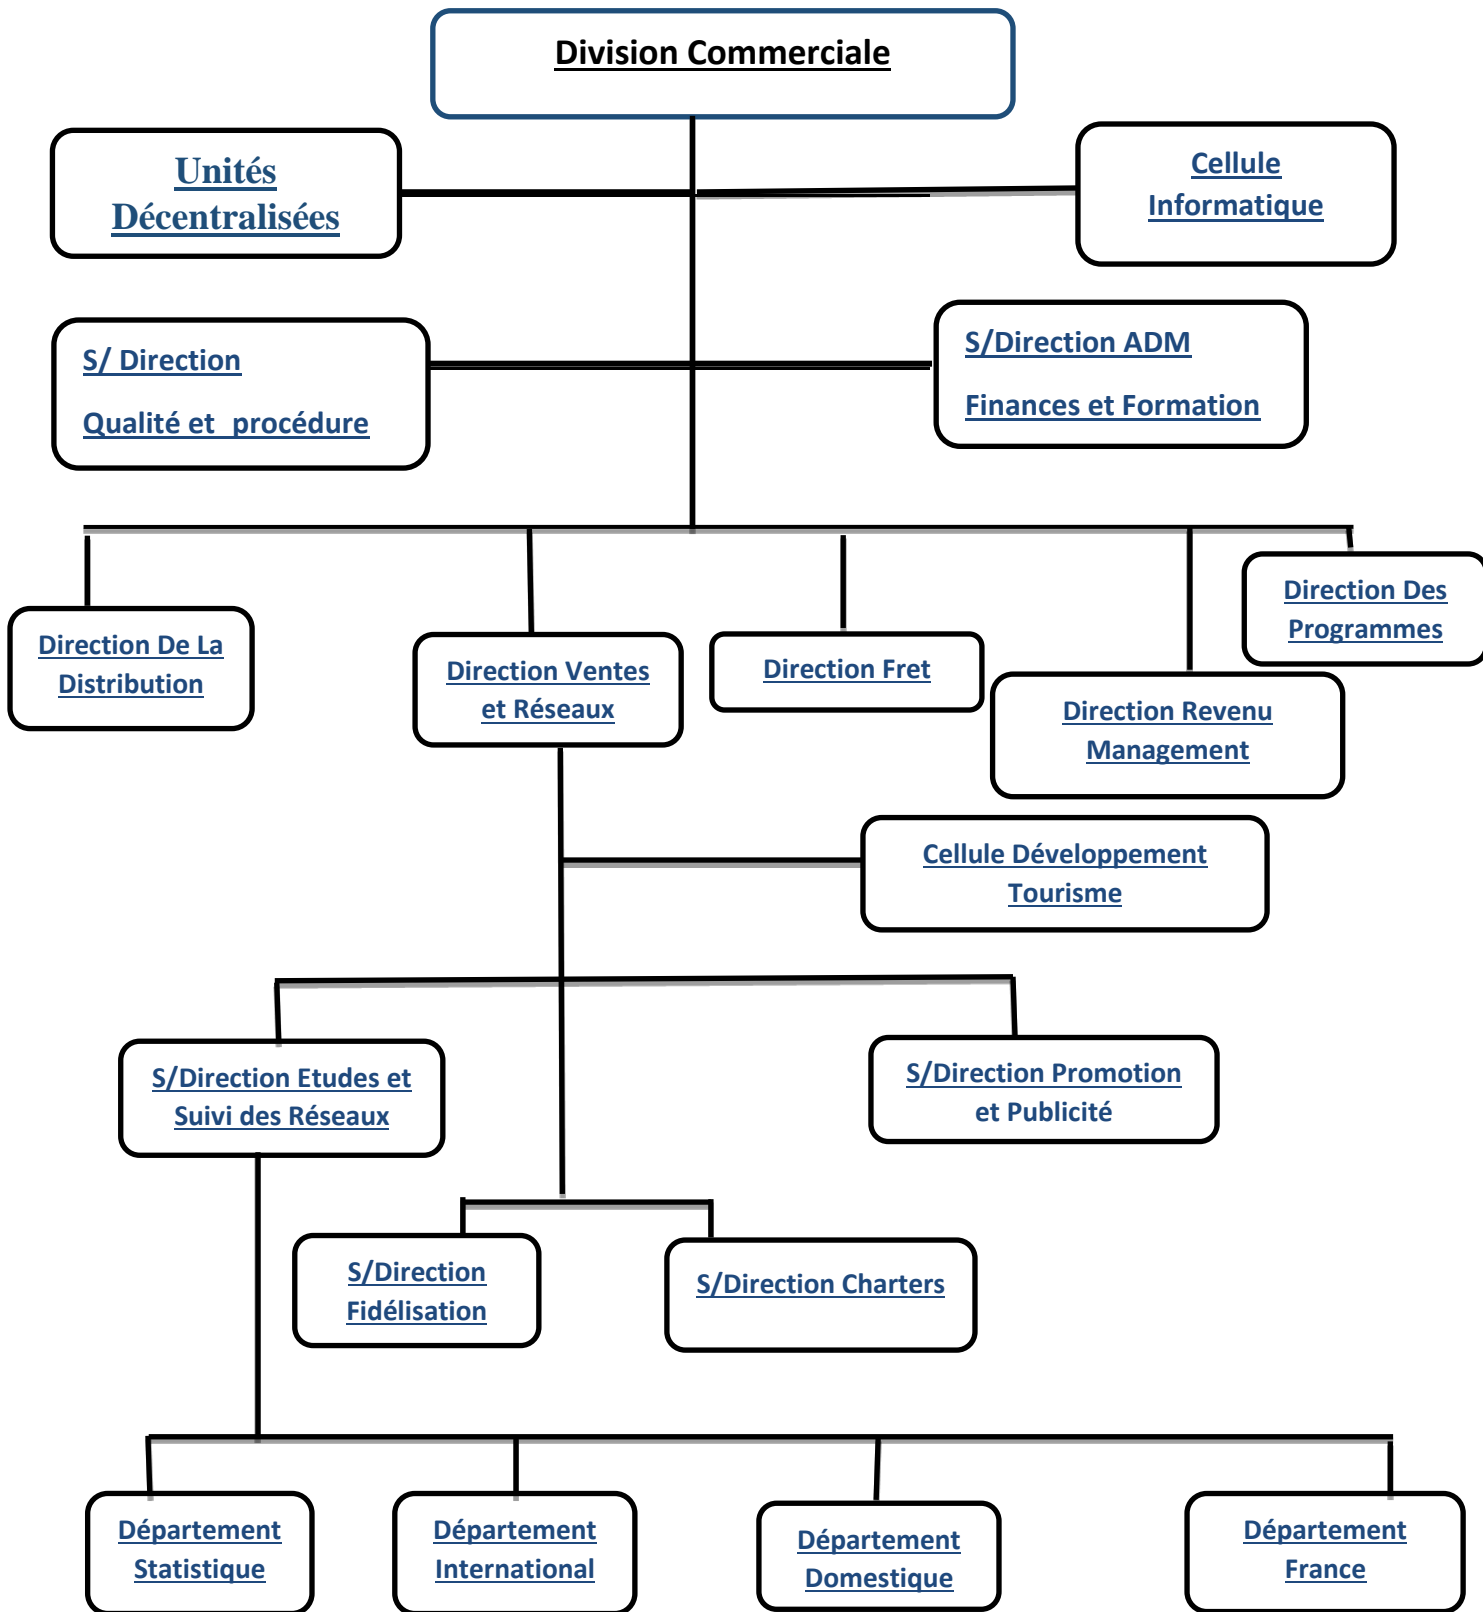 Division Commerciale
Unités
Décentralisées
Cellule
Informatique
S/ Direction
Qualité et procédure
S/Direction ADM
Finances et Formation
Direction De La
Distribution
Direction Ventes
et Réseaux
Direction Fret
Direction Revenu
Management
Direction Des
Programmes
Cellule Développement
Tourisme
S/Direction Etudes et
Suivi des Réseaux
S/Direction Promotion
et Publicité
S/Direction
Fidélisation
S/Direction Charters
Département
Statistique
Département
International
Département
Domestique
Département
France